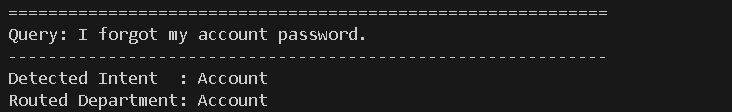 ============================================================
Query: I forgot my account password.
------------------------------------------------------------
Detected Intent  : Account
Routed Department: Account